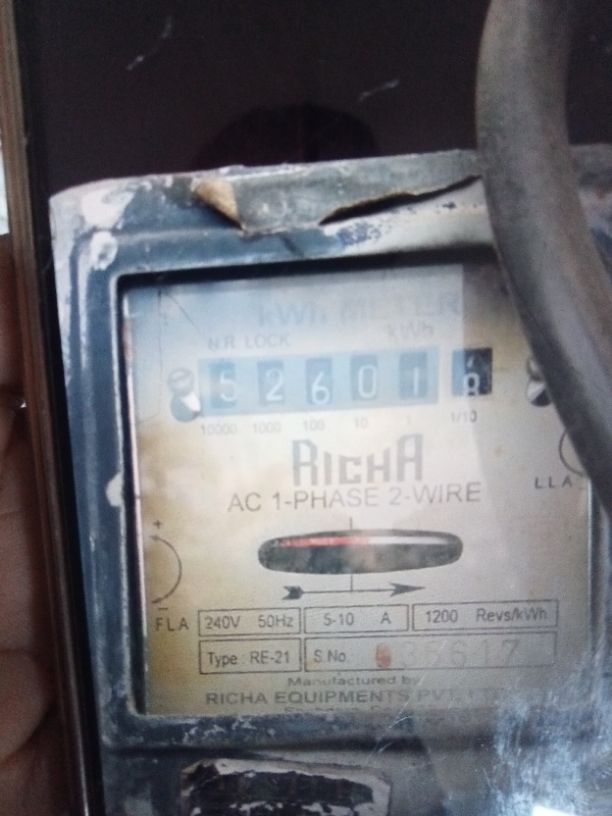 kWh METER
N.R. LOCK kWh
5 2 6 0 1 8
10000 1000 100 10 1 1/10
RICHA
LLA
AC 1-PHASE 2-WIRE
+
-
FLA
240V 50Hz 5-10 A 1200 Revs/kWh
Type: RE-21 S.No. 35617
Manufactured by
RICHA EQUIPMENTS PVT. LTD